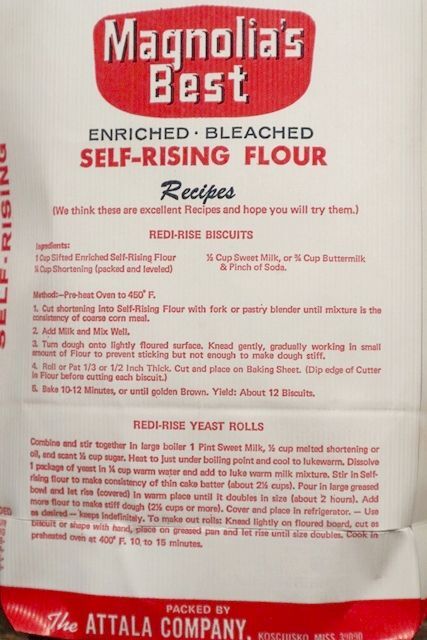 Magnolia's
Best
ENRICHED · BLEACHED
SELF-RISING FLOUR
Recipes
(We think these are excellent Recipes and hope you will try them.)
REDI-RISE BISCUITS
Ingedients:
1 Cup Sifted Enriched Self-Rising Flour
¼ Cup Shortening (packed and leveled)
½ Cup Sweet Milk, or ¾ Cup Buttermilk
& Pinch of Soda.
Method:—Pre-heat Oven to 450° F.
1. Cut shortening into Self-Rising Flour with fork or pastry blender until mixture is the
consistency of coarse corn meal.
2. Add Milk and Mix Well.
3. Turn dough onto lightly floured surface. Knead gently, gradually working in small
amount of Flour to prevent sticking but not enough to make dough stiff.
4. Roll or Pat 1/3 or 1/2 Inch Thick. Cut and place on Baking Sheet. (Dip edge of Cutter
in Flour before cutting each biscuit.)
5. Bake 10-12 Minutes, or until golden Brown. Yield: About 12 Biscuits.
REDI-RISE YEAST ROLLS
Combine and stir together in large boiler 1 Pint Sweet Milk, ½ cup melted shortening or
oil, and scant ½ cup sugar. Heat to just under boiling point and cool to lukewarm. Dissolve
1 package of yeast in ¼ cup warm water and add to luke warm milk mixture. Stir in Self-
rising flour to make consistency of thin cake batter (about 2½ cups). Pour in large greased
bowl and let rise (covered) in warm place until it doubles in size (about 2 hours). Add
more flour to make stiff dough (2½ cups or more). Cover and place in refrigerator. — Use
as desired — keeps indefinitely. To make out rolls: Knead lightly on floured board, cut as
biscuit or shape with hand, place on greased pan and let rise until size doubles. Cook in
preheated oven at 400° F. 10 to 15 minutes.
PACKED BY
The ATTALA COMPANY, KOSCIUSKO, MISS. 39090
SELF-RISING